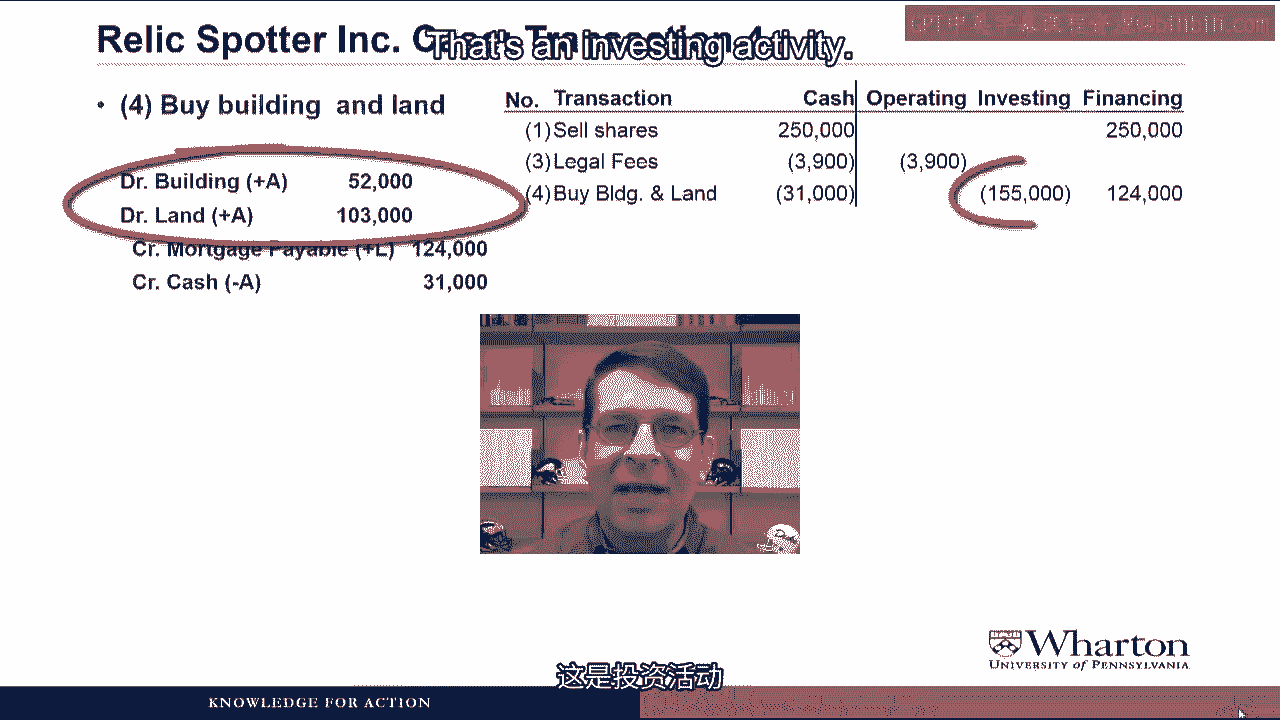 Relic Spotter Inc. Case: Transaction 4
That's an investing activity.
• (4) Buy building and land
Dr. Building (+A) 52,000
Dr. Land (+A) 103,000
Cr. Mortgage Payable (+L) 124,000
Cr. Cash (-A) 31,000
No. Transaction Cash Operating Investing Financing
(1) Sell shares 250,000 250,000
(3) Legal Fees (3,900) (3,900)
(4) Buy Bldg. & Land (31,000) (155,000) 124,000
Wharton
UNIVERSITY of PENNSYLVANIA
这是投资活动
KNOWLEDGE FOR ACTION